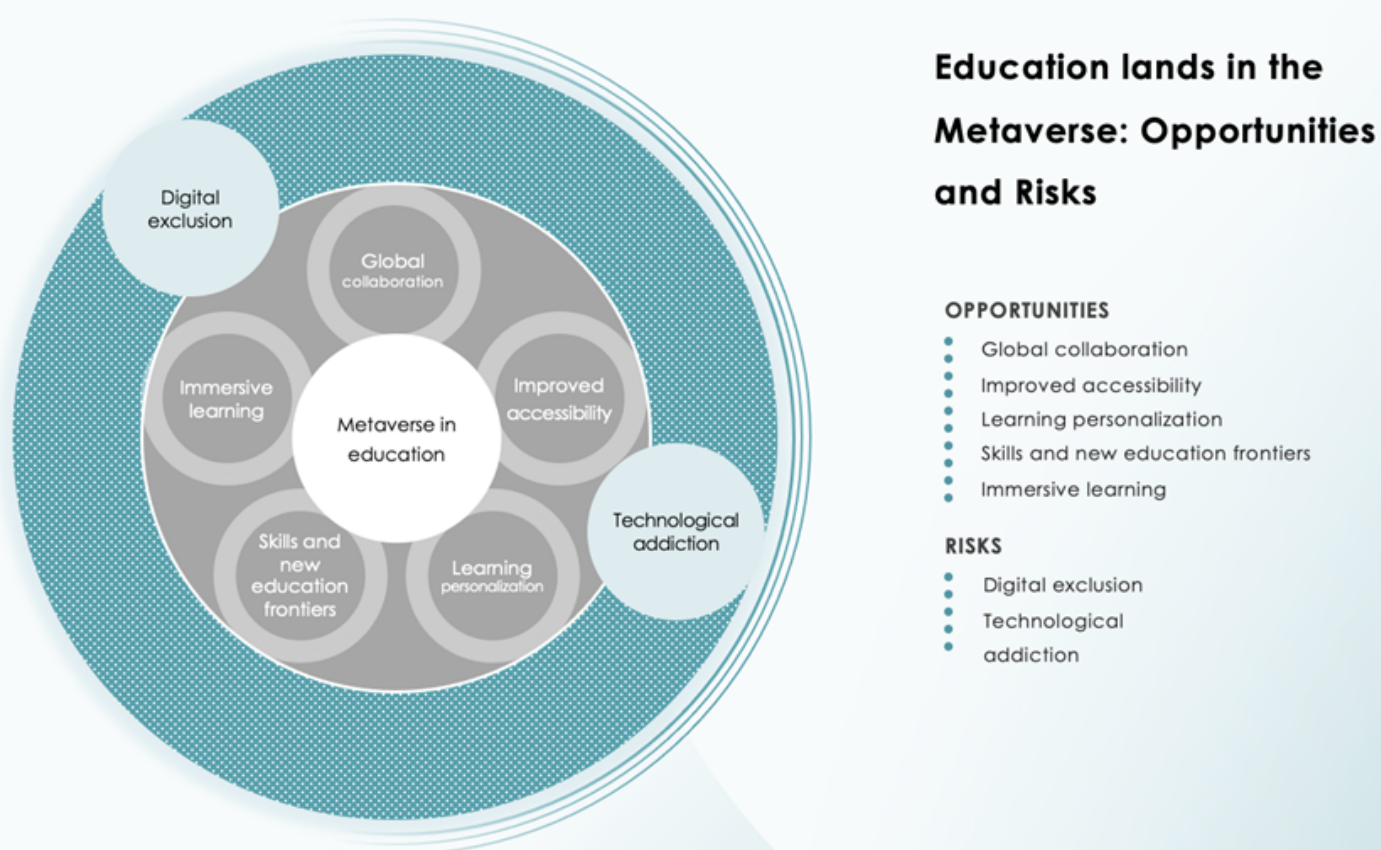 Education lands in the
Metaverse: Opportunities
and Risks
Digital
exclusion
Global
collaboration
Immersive
learning
Improved
accessibility
Metaverse in
education
Technological
addiction
Skills and
new
education
frontiers
Learning
personalization
OPPORTUNITIES
Global collaboration
Improved accessibility
Learning personalization
Skills and new education frontiers
Immersive learning
RISKS
Digital exclusion
Technological
addiction